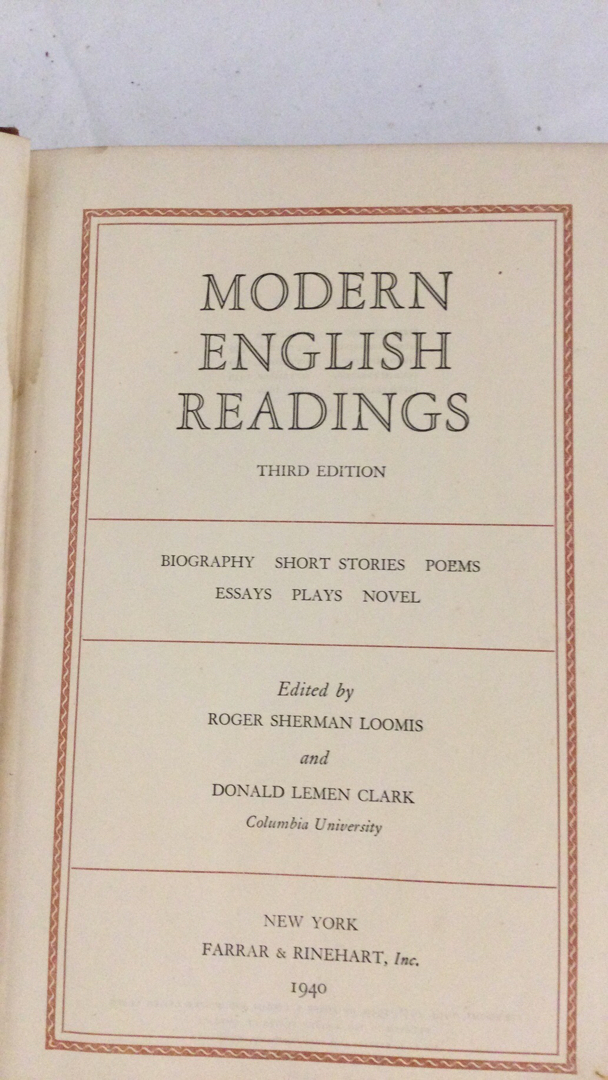 MODERN
ENGLISH
READINGS
THIRD EDITION
BIOGRAPHY SHORT STORIES POEMS
ESSAYS PLAYS NOVEL
Edited by
ROGER SHERMAN LOOMIS
and
DONALD LEMEN CLARK
Columbia University
NEW YORK
FARRAR & RINEHART, Inc.
1940